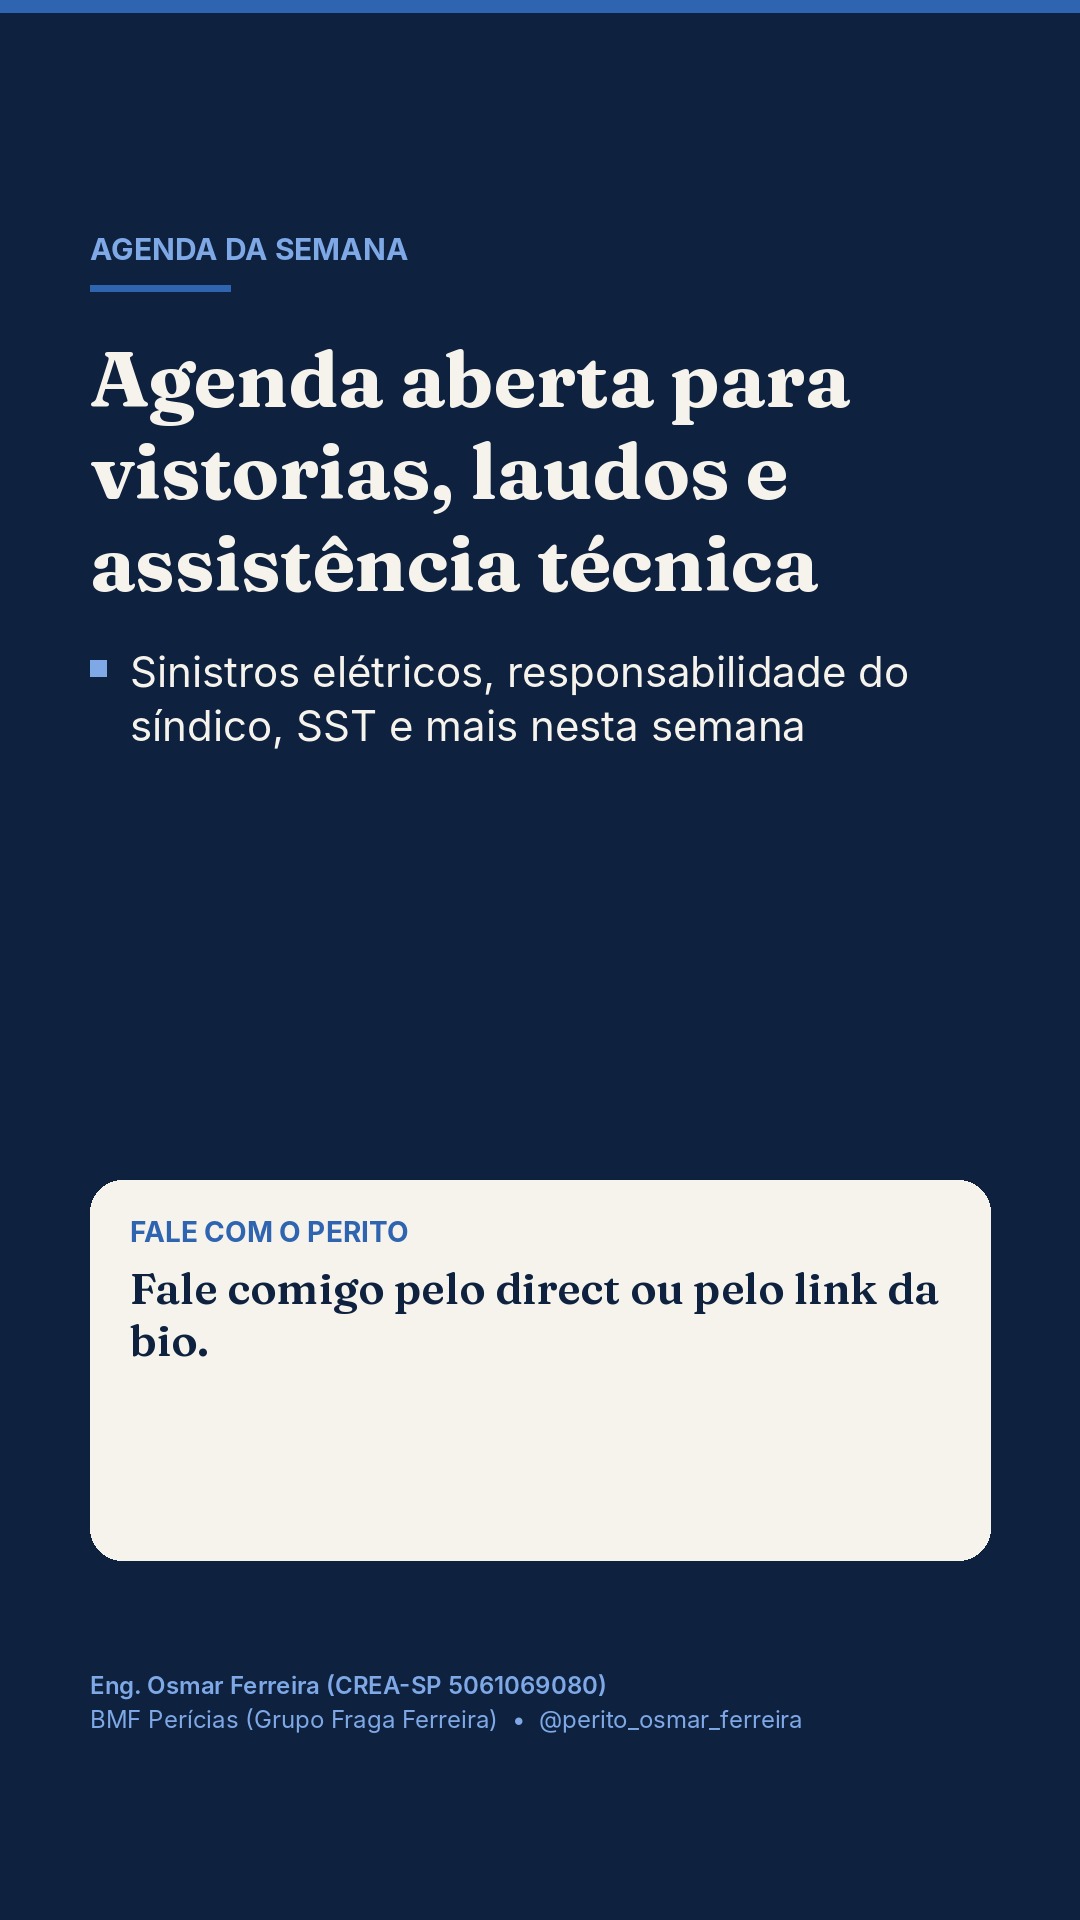 AGENDA DA SEMANA
Agenda aberta para
vistorias, laudos e
assistência técnica
Sinistros elétricos, responsabilidade do
síndico, SST e mais nesta semana
FALE COM O PERITO
Fale comigo pelo direct ou pelo link da
bio.
Eng. Osmar Ferreira (CREA-SP 5061069080)
BMF Perícias (Grupo Fraga Ferreira) • @perito_osmar_ferreira